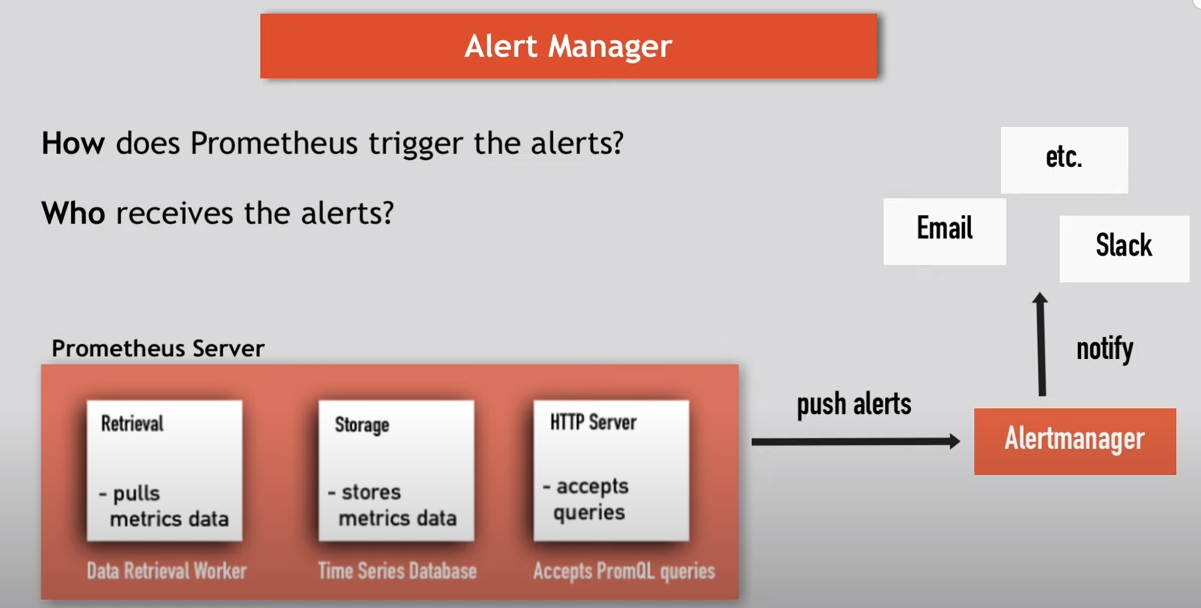 Alert Manager
How does Prometheus trigger the alerts?
Who receives the alerts?
etc.
Email
Slack
notify
Prometheus Server
Retrieval
- pulls
metrics data
Data Retrieval Worker
Storage
- stores
metrics data
Time Series Database
HTTP Server
- accepts
queries
Accepts PromQL queries
push alerts
Alertmanager